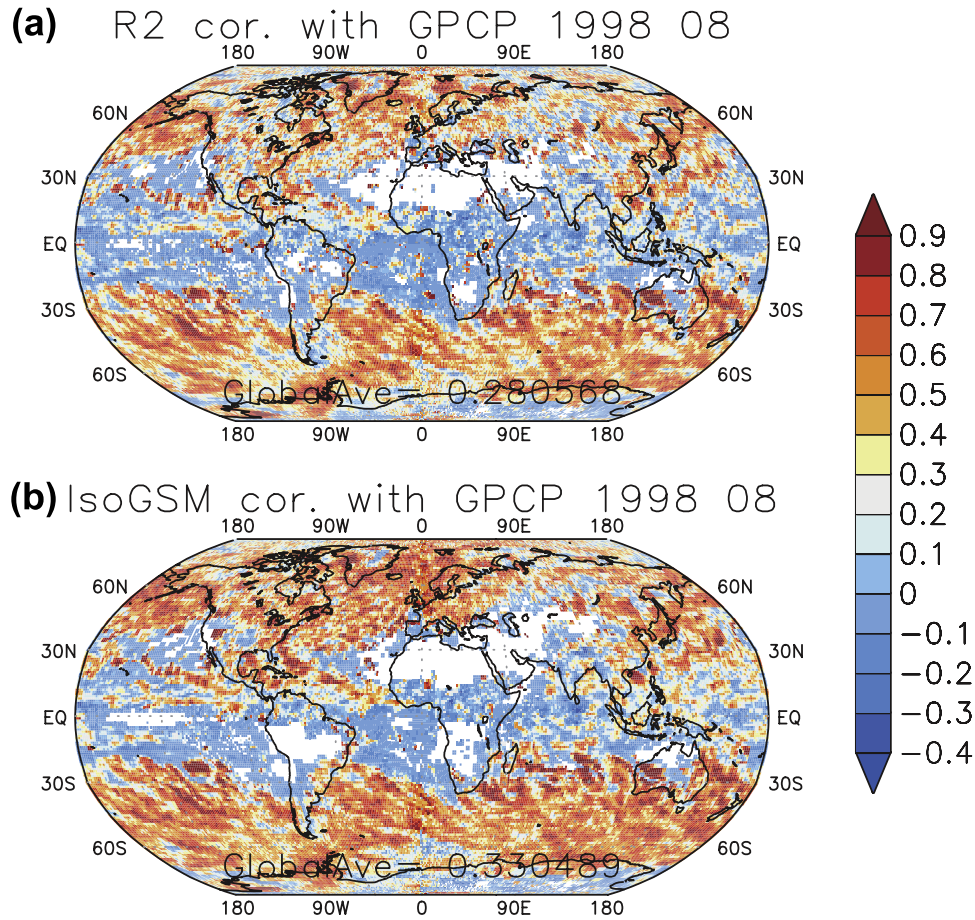 (a) R2 cor. with GPCP 1998 08
180 90W 0 90E 180
60N 60N
30N 30N
EQ EQ
30S 30S
60S 60S
GlobalAve= 0.280568
180 90W 0 90E 180
(b) IsoGSM cor. with GPCP 1998 08
180 90W 0 90E 180
60N 60N
30N 30N
EQ EQ
30S 30S
60S 60S
GlobalAve= 0.330489
180 90W 0 90E 180
0.9
0.8
0.7
0.6
0.5
0.4
0.3
0.2
0.1
0
−0.1
−0.2
−0.3
−0.4